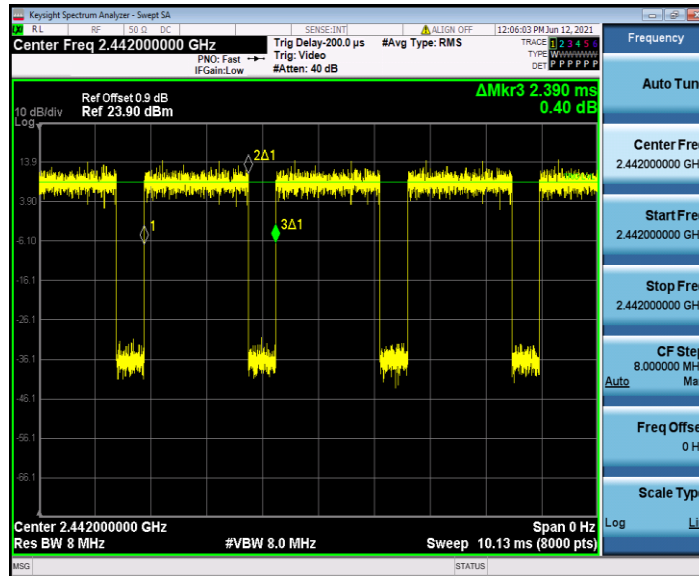 Keysight Spectrum Analyzer - Swept SA
RL RF 50 Ω DC SENSE:INT ALIGN OFF 12:06:03 PM Jun 12, 2021
Center Freq 2.442000000 GHz
PNO: Fast
IFGain:Low
Trig Delay-200.0 µs
Trig: Video
#Atten: 40 dB
#Avg Type: RMS
TRACE 1 2 3 4 5 6
TYPE WWWWWW
DET P P P P P P
ΔMkr3 2.390 ms
0.40 dB
Ref Offset 0.9 dB
10 dB/div Ref 23.90 dBm
Log
13.9
3.90
-6.10
-16.1
-26.1
-36.1
-46.1
-56.1
-66.1
1
2Δ1
3Δ1
Center 2.442000000 GHz Span 0 Hz
Res BW 8 MHz #VBW 8.0 MHz Sweep 10.13 ms (8000 pts)
MSG STATUS
Frequency
Auto Tun
Center Fre
2.442000000 GH
Start Fre
2.442000000 GH
Stop Fre
2.442000000 GH
CF Step
8.000000 MH
Auto Ma
Freq Offse
0 H
Scale Type
Log Li